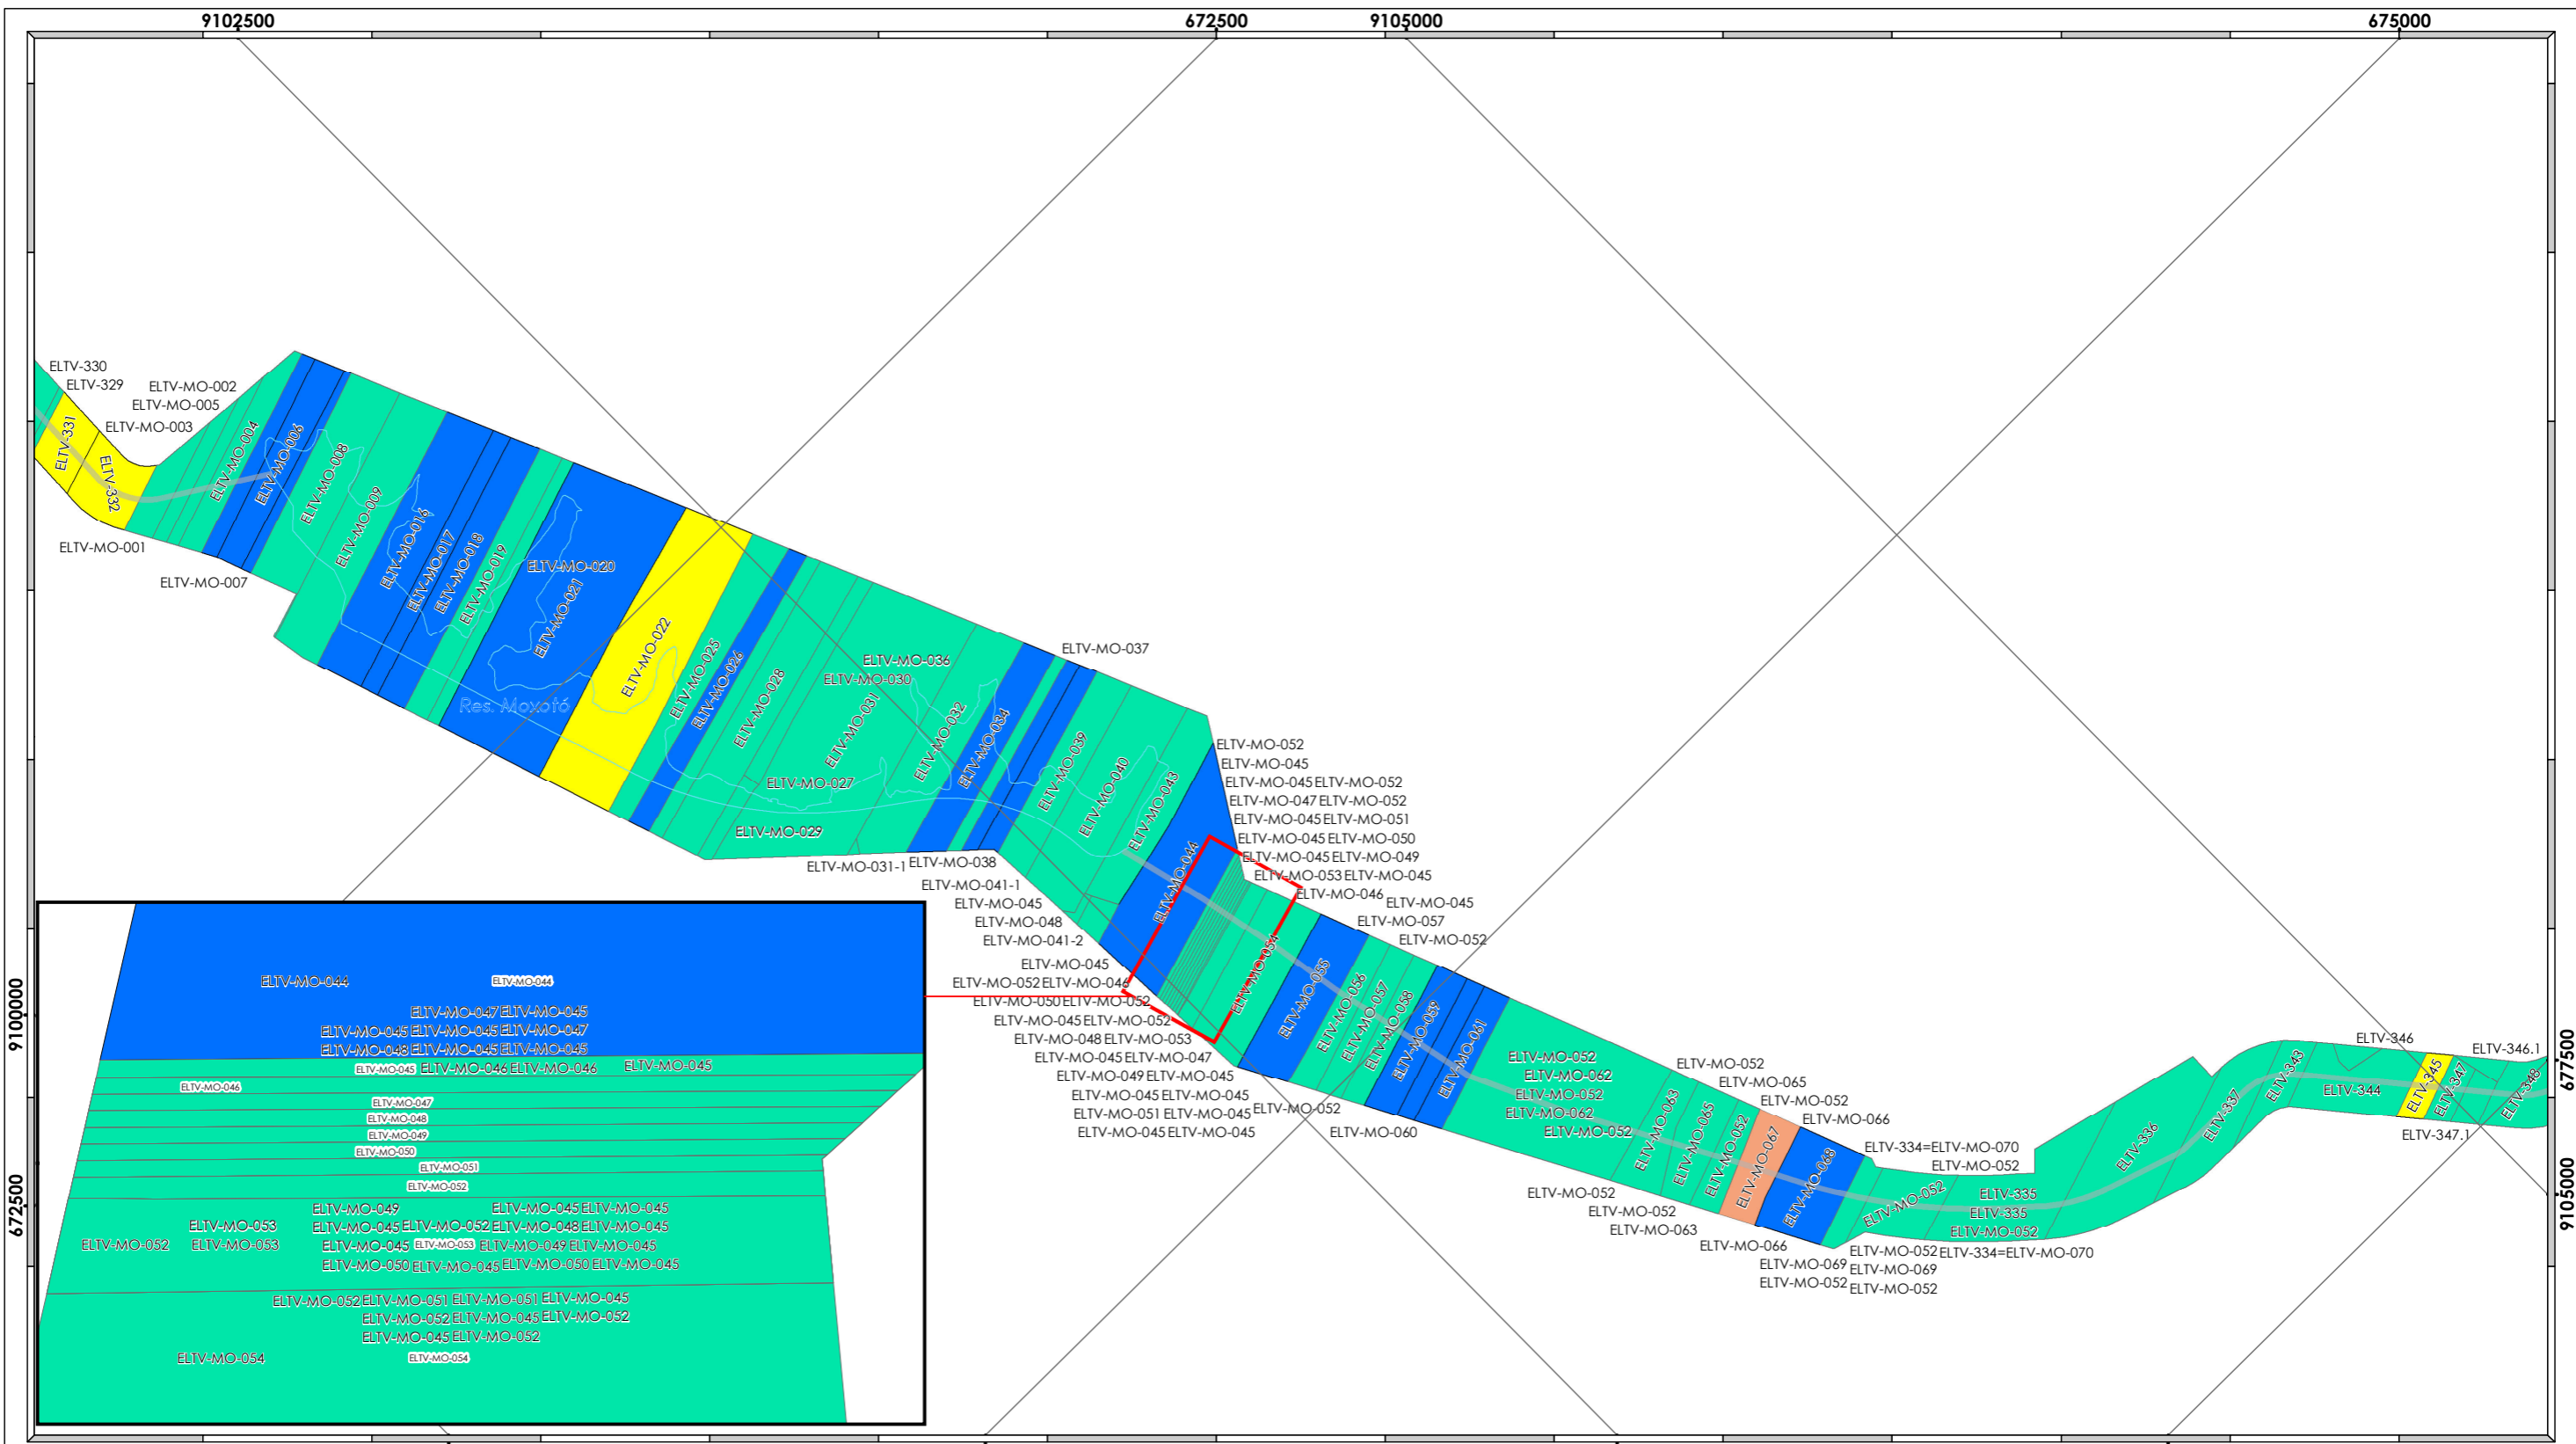 9102500
672500
9105000
675000
ELTV-330
ELTV-329
ELTV-MO-002
ELTV-MO-005
ELTV-MO-003
ELTV-331
ELTV-332
ELTV-MO-001
ELTV-MO-007
ELTV-MO-004
ELTV-MO-006
ELTV-MO-008
ELTV-MO-009
ELTV-MO-016
ELTV-MO-017
ELTV-MO-018
ELTV-MO-019
ELTV-MO-020
ELTV-MO-021
ELTV-MO-022
Res. Moxotó
ELTV-MO-025
ELTV-MO-026
ELTV-MO-028
ELTV-MO-036
ELTV-MO-030
ELTV-MO-031
ELTV-MO-027
ELTV-MO-029
ELTV-MO-032
ELTV-MO-034
ELTV-MO-037
ELTV-MO-039
ELTV-MO-040
ELTV-MO-043
ELTV-MO-044
ELTV-MO-031-1
ELTV-MO-038
ELTV-MO-041-1
ELTV-MO-045
ELTV-MO-048
ELTV-MO-041-2
ELTV-MO-052
ELTV-MO-045
ELTV-MO-045 ELTV-MO-052
ELTV-MO-047 ELTV-MO-052
ELTV-MO-045 ELTV-MO-051
ELTV-MO-045 ELTV-MO-050
ELTV-MO-045 ELTV-MO-049
ELTV-MO-053 ELTV-MO-045
ELTV-MO-046
ELTV-MO-045
ELTV-MO-057
ELTV-MO-052
ELTV-MO-045
ELTV-MO-052 ELTV-MO-046
ELTV-MO-050 ELTV-MO-052
ELTV-MO-045 ELTV-MO-052
ELTV-MO-048 ELTV-MO-053
ELTV-MO-045 ELTV-MO-047
ELTV-MO-049 ELTV-MO-045
ELTV-MO-045 ELTV-MO-045
ELTV-MO-051 ELTV-MO-045
ELTV-MO-045 ELTV-MO-045
ELTV-MO-052
ELTV-MO-054
ELTV-MO-055
ELTV-MO-056
ELTV-MO-057
ELTV-MO-058
ELTV-MO-059
ELTV-MO-061
ELTV-MO-060
ELTV-MO-052
ELTV-MO-062
ELTV-MO-052
ELTV-MO-062
ELTV-MO-052
ELTV-MO-063
ELTV-MO-065
ELTV-MO-052
ELTV-MO-067
ELTV-MO-068
ELTV-MO-052
ELTV-MO-065
ELTV-MO-052
ELTV-MO-066
ELTV-334=ELTV-MO-070
ELTV-MO-052
ELTV-MO-052
ELTV-335
ELTV-335
ELTV-MO-052
ELTV-MO-052
ELTV-MO-052
ELTV-MO-063
ELTV-MO-066
ELTV-MO-069
ELTV-MO-052
ELTV-MO-052 ELTV-334=ELTV-MO-070
ELTV-MO-069
ELTV-MO-052
ELTV-336
ELTV-337
ELTV-343
ELTV-344
ELTV-346
ELTV-345
ELTV-347
ELTV-346.1
ELTV-348
ELTV-347.1
9100000
672500
677500
9105000
ELTV-MO-044 ELTV-MO-044
ELTV-MO-047 ELTV-MO-045
ELTV-MO-045 ELTV-MO-045 ELTV-MO-047
ELTV-MO-048 ELTV-MO-045 ELTV-MO-045
ELTV-MO-045 ELTV-MO-046 ELTV-MO-046 ELTV-MO-045
ELTV-MO-046
ELTV-MO-047
ELTV-MO-048
ELTV-MO-049
ELTV-MO-050
ELTV-MO-051
ELTV-MO-052
ELTV-MO-049 ELTV-MO-045 ELTV-MO-045
ELTV-MO-053 ELTV-MO-045 ELTV-MO-052 ELTV-MO-048 ELTV-MO-045
ELTV-MO-052 ELTV-MO-053 ELTV-MO-045 ELTV-MO-053 ELTV-MO-049 ELTV-MO-045
ELTV-MO-050 ELTV-MO-045 ELTV-MO-050 ELTV-MO-045
ELTV-MO-052 ELTV-MO-051 ELTV-MO-051 ELTV-MO-045
ELTV-MO-052 ELTV-MO-045 ELTV-MO-052
ELTV-MO-045 ELTV-MO-052
ELTV-MO-054 ELTV-MO-054